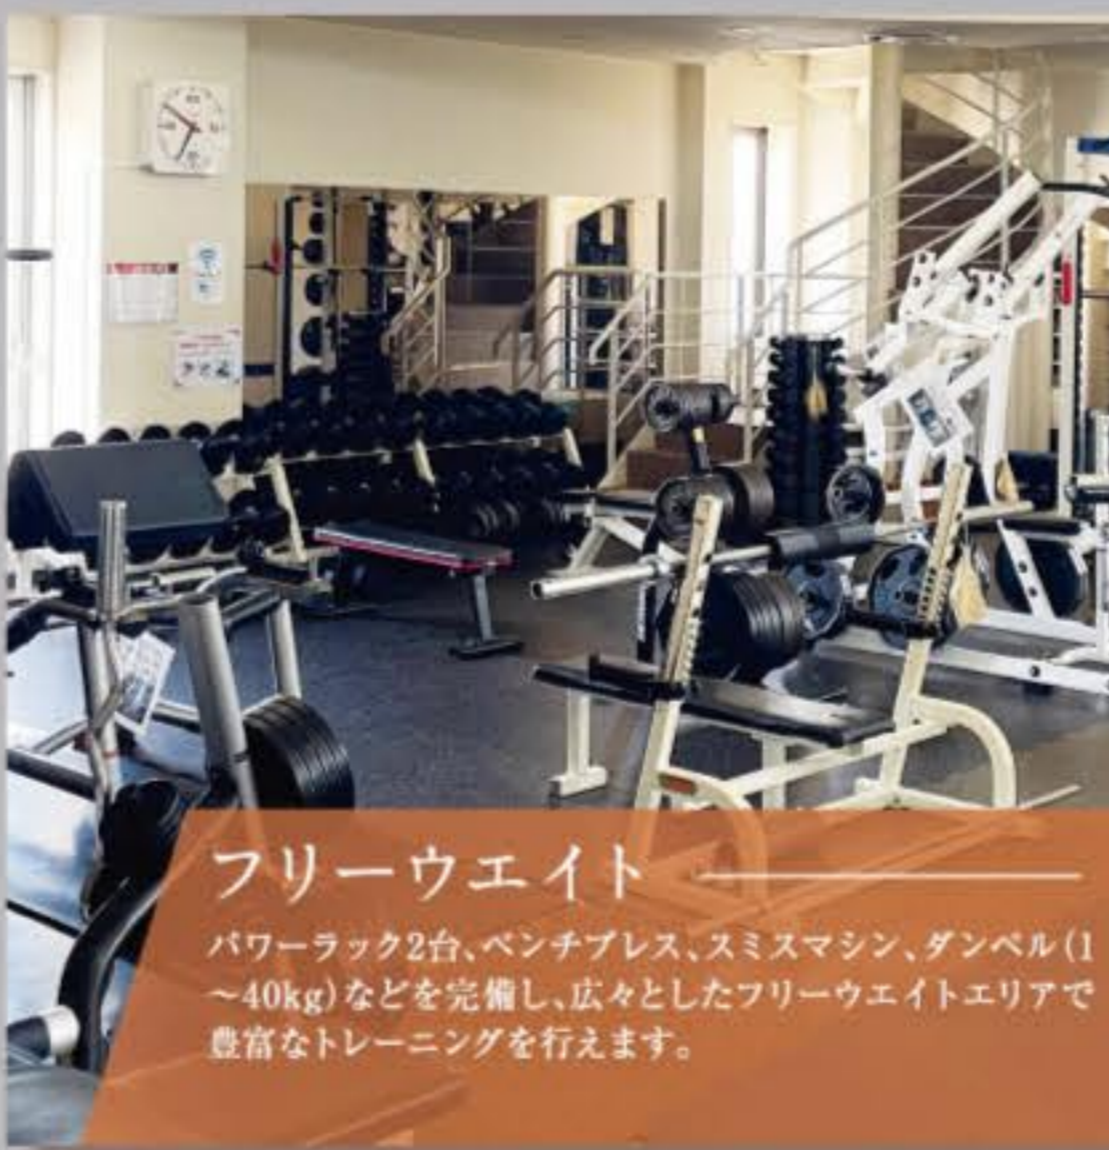 フリーウエイト
パワーラック2台、ベンチプレス、スミスマシン、ダンベル（1
～40kg）などを完備し、広々としたフリーウエイトエリアで
豊富なトレーニングを行えます。